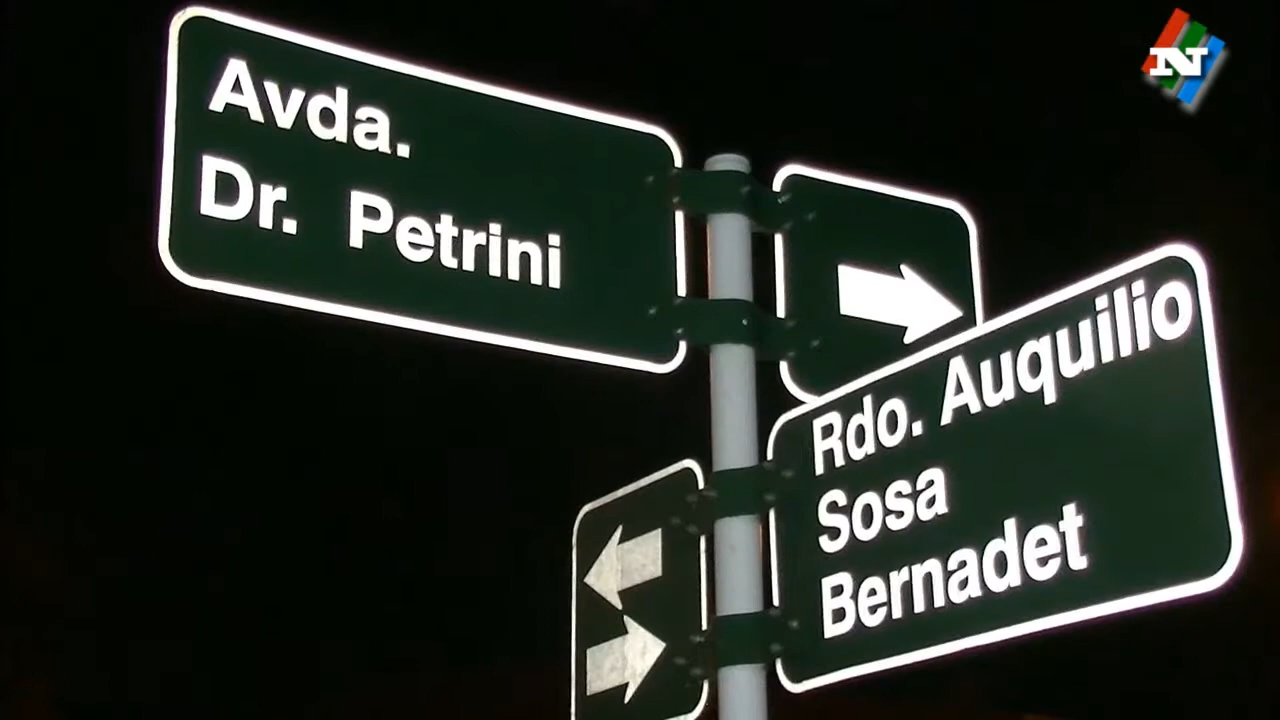 Avda.
Dr. Petrini
Rdo. Auquilio
Sosa
Bernadet
N